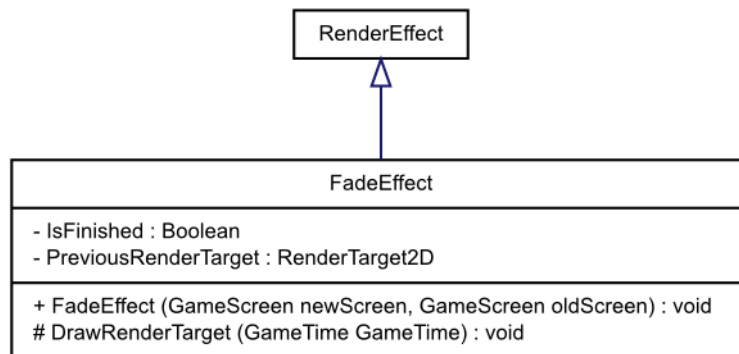 RenderEffect
FadeEffect
- IsFinished : Boolean
- PreviousRenderTarget : RenderTarget2D
+ FadeEffect (GameScreen newScreen, GameScreen oldScreen) : void
# DrawRenderTarget (GameTime GameTime) : void